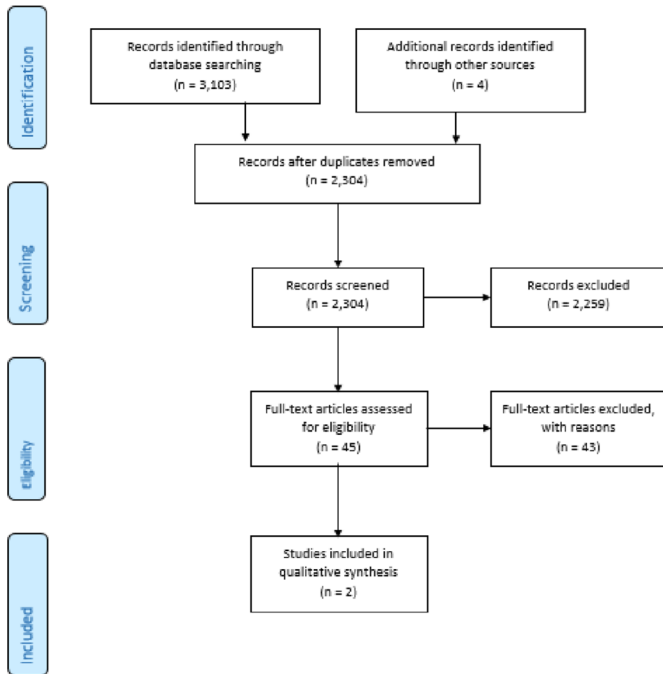 Identification
Records identified through
database searching
(n = 3,103)
Additional records identified
through other sources
(n = 4)
Records after duplicates removed
(n = 2,304)
Screening
Records screened
(n = 2,304)
Records excluded
(n = 2,259)
Eligibility
Full-text articles assessed
for eligibility
(n = 45)
Full-text articles excluded,
with reasons
(n = 43)
Included
Studies included in
qualitative synthesis
(n = 2)